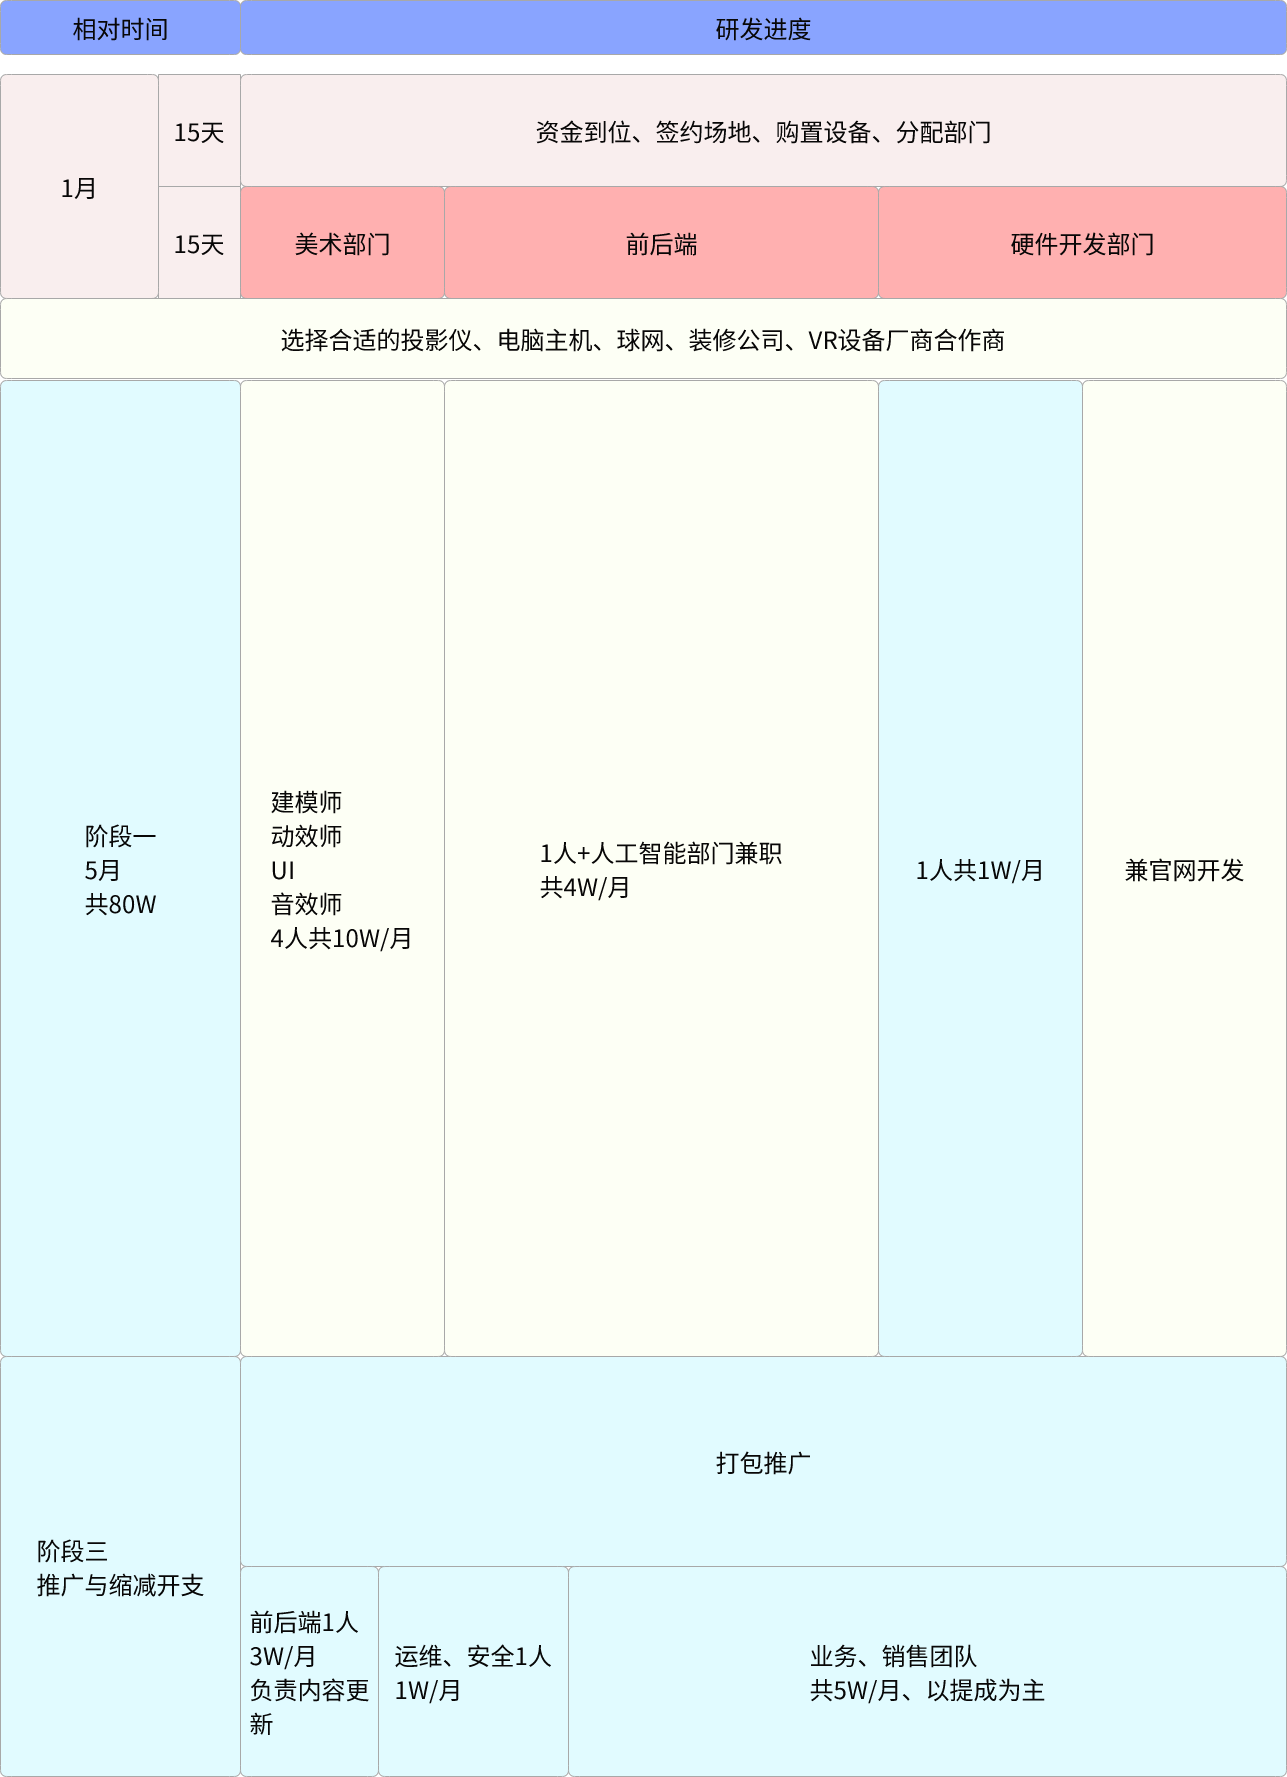 相对时间
研发进度
1月
15天
资金到位、签约场地、购置设备、分配部门
15天
美术部门
前后端
硬件开发部门
选择合适的投影仪、电脑主机、球网、装修公司、VR设备厂商合作商
阶段一
5月
共80W
建模师
动效师
UI
音效师
4人共10W/月
1人+人工智能部门兼职
共4W/月
1人共1W/月
兼官网开发
阶段三
推广与缩减开支
打包推广
前后端1人
3W/月
负责内容更
新
运维、安全1人
1W/月
业务、销售团队
共5W/月、以提成为主